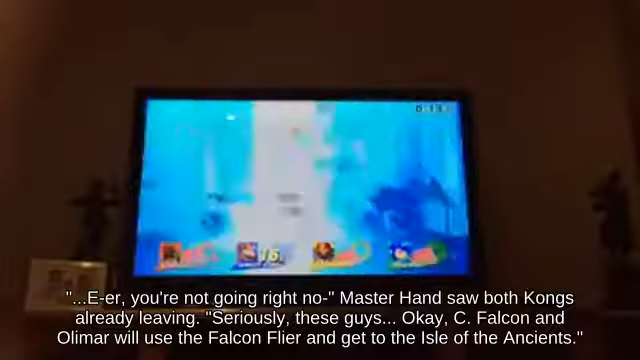 "...E-er, you're not going right no-" Master Hand saw both Kongs
already leaving. "Seriously, these guys... Okay, C. Falcon and
Olimar will use the Falcon Flier and get to the Isle of the Ancients."